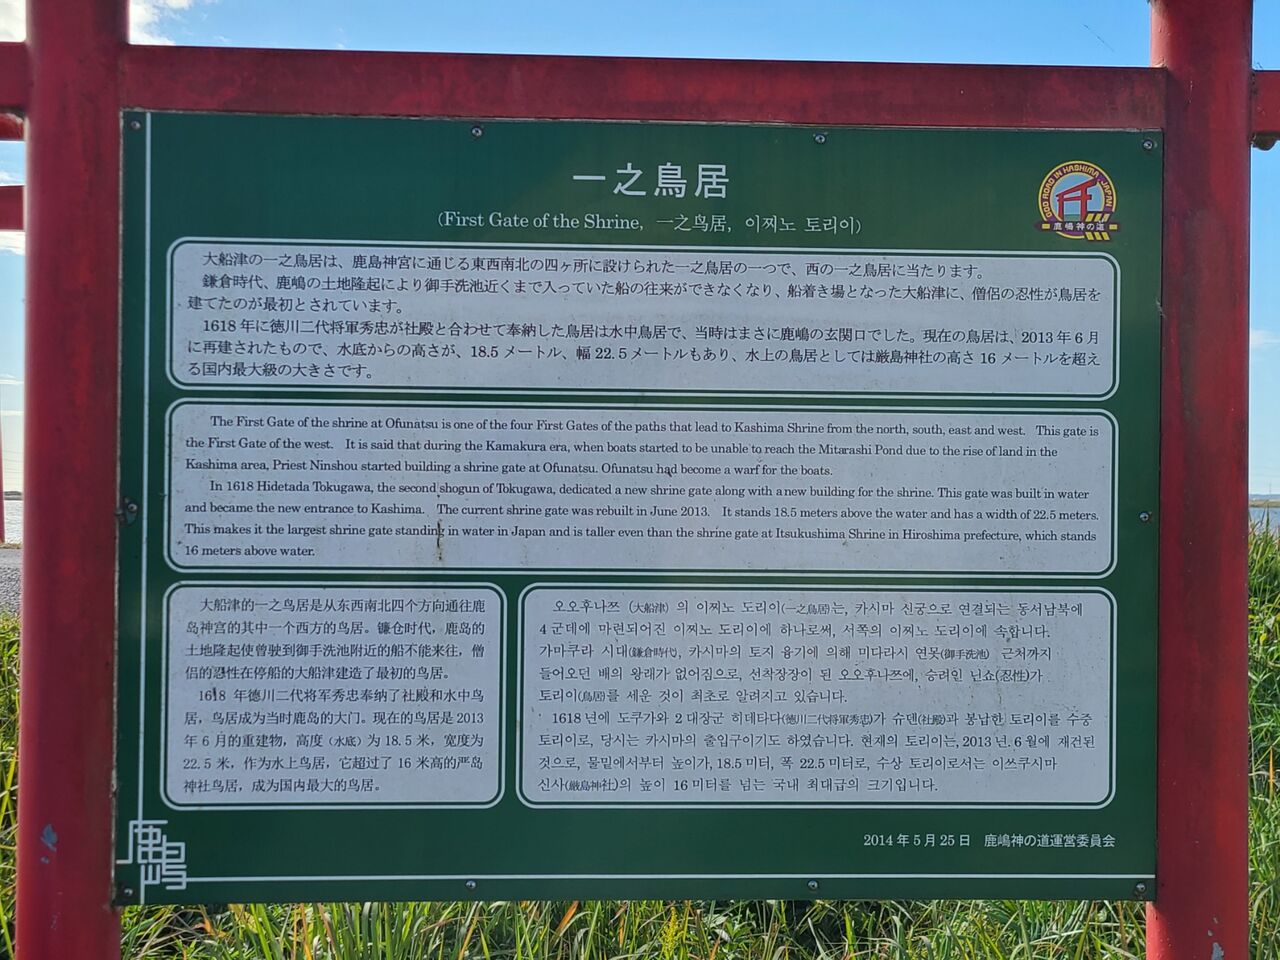 一之鳥居
(First Gate of the Shrine, 一之鸟居, 이찌노 토리이)
GOD ROAD IN KASHIMA JAPAN
鹿嶋神の道
大船津の一之鳥居は、鹿島神宮に通じる東西南北の四ヶ所に設けられた一之鳥居の一つで、西の一之鳥居に当たります。
鎌倉時代、鹿嶋の土地隆起により御手洗池近くまで入っていた船の往来ができなくなり、船着き場となった大船津に、僧侶の忍性が鳥居を
建てたのが最初とされています。
1618年に徳川二代将軍秀忠が社殿と合わせて奉納した鳥居は水中鳥居で、当時はまさに鹿嶋の玄関口でした。現在の鳥居は、2013年6月
に再建されたもので、水底からの高さが、18.5メートル、幅22.5メートルもあり、水上の鳥居としては厳島神社の高さ16メートルを超え
る国内最大級の大きさです。
The First Gate of the shrine at Ofunatsu is one of the four First Gates of the paths that lead to Kashima Shrine from the north, south, east and west. This gate is
the First Gate of the west. It is said that during the Kamakura era, when boats started to be unable to reach the Mitarashi Pond due to the rise of land in the
Kashima area, Priest Ninshou started building a shrine gate at Ofunatsu. Ofunatsu had become a warf for the boats.
In 1618 Hidetada Tokugawa, the second shogun of Tokugawa, dedicated a new shrine gate along with a new building for the shrine. This gate was built in water
and became the new entrance to Kashima. The current shrine gate was rebuilt in June 2013. It stands 18.5 meters above the water and has a width of 22.5 meters.
This makes it the largest shrine gate standing in water in Japan and is taller even than the shrine gate at Itsukushima Shrine in Hiroshima prefecture, which stands
16 meters above water.
大船津的一之鸟居是从东西南北四个方向通往鹿
岛神宫的其中一个西方的鸟居。镰仓时代，鹿岛的
土地隆起使曾驶到御手洗池附近的船不能来往，僧
侣的忍性在停船的大船津建造了最初的鸟居。
1618年德川二代将军秀忠奉纳了社殿和水中鸟
居，鸟居成为当时鹿岛的大门。现在的鸟居是2013
年6月的重建物，高度（水底）为18.5米，宽度为
22.5米，作为水上鸟居，它超过了16米高的严岛
神社鸟居，成为国内最大的鸟居。
오오후나쯔 (大船津) 의 이찌노 도리이(一之鳥居)는, 카시마 신궁으로 연결되는 동서남북에
4군데에 마련되어진 이찌노 도리이에 하나로써, 서쪽의 이찌노 도리이에 속합니다.
가마쿠라 시대(鎌倉時代), 카시마의 토지 융기에 의해 미다라시 연못(御手洗池) 근처까지
들어오던 배의 왕래가 없어짐으로, 선착장장이 된 오오후나쯔에, 승려인 닌쇼(忍性)가
토리이(鳥居)를 세운 것이 최초로 알려지고 있습니다.
1618년에 도쿠가와 2대장군 히데타다(徳川二代将軍秀忠)가 슈덴(社殿)과 봉납한 토리이를 수중
토리이로, 당시는 카시마의 출입구이기도 하였습니다. 현재의 토리이는, 2013년. 6월에 재건된
것으로, 물밑에서부터 높이가, 18.5미터, 폭 22.5미터로, 수상 토리이로서는 이쓰쿠시마
신사(厳島神社)의 높이 16미터를 넘는 국내 최대급의 크기입니다.
2014年5月25日 鹿嶋神の道運営委員会
鹿嶋